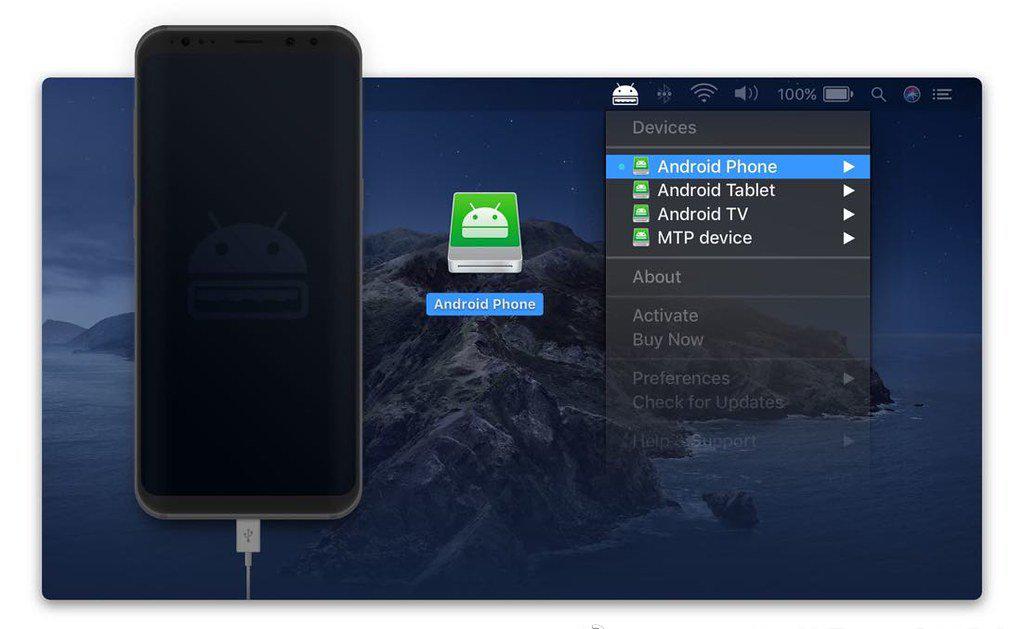 100%
Devices
Android Phone
Android Tablet
Android TV
MTP device
About
Activate
Buy Now
Preferences
Check for Updates
Help & Support
Android Phone